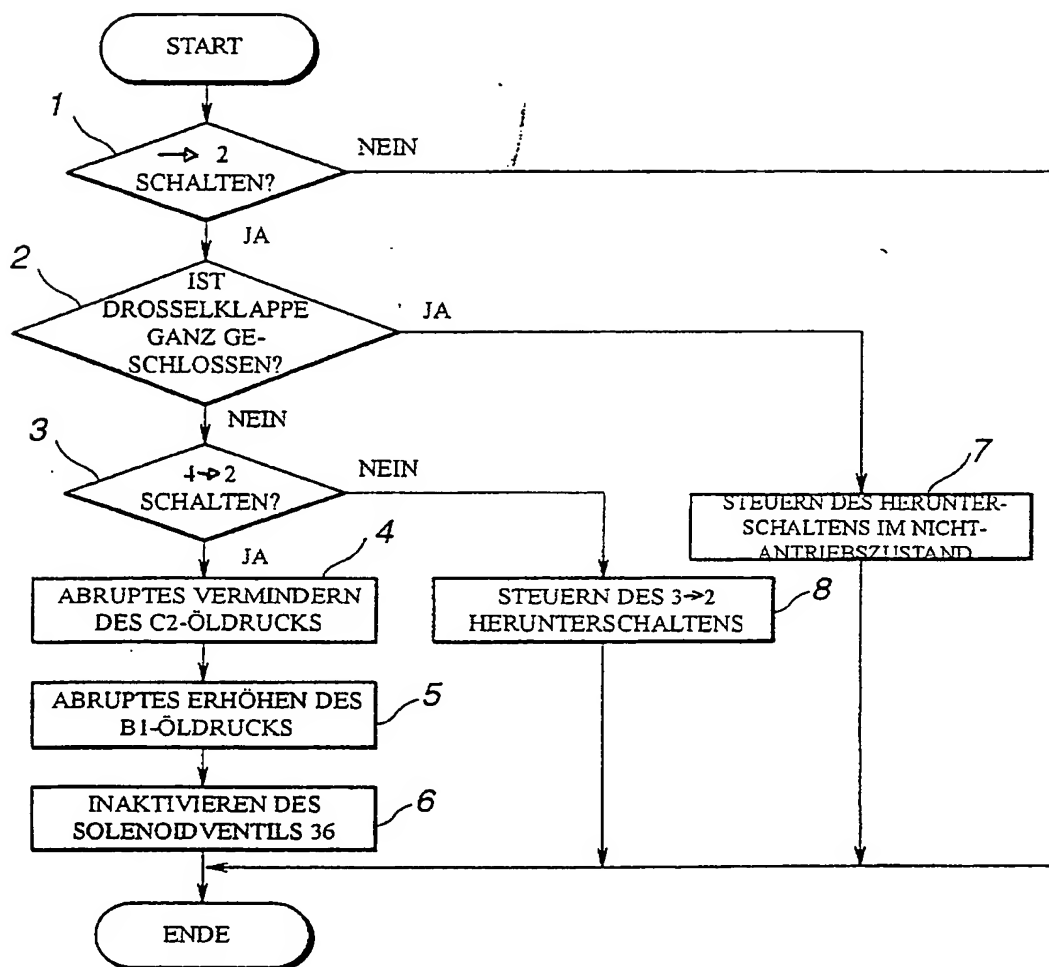 START
1
→ 2
SCHALTEN?
NEIN
JA
2
IST
DROSSELKLAPPE
GANZ GE-
SCHLOSSEN?
JA
NEIN
3
4→2
SCHALTEN?
NEIN
JA
7
STEUERN DES HERUNTER-
SCHALTENS IM NICHT-
ANTRIEBSZUSTAND
4
ABRUPTES VERMINDERN
DES C2-ÖLDRUCKS
8
STEUERN DES 3→2
HERUNTERSCHALTENS
5
ABRUPTES ERHÖHEN DES
B1-ÖLDRUCKS
6
INAKTIVIEREN DES
SOLENOIDVENTILS 36
ENDE